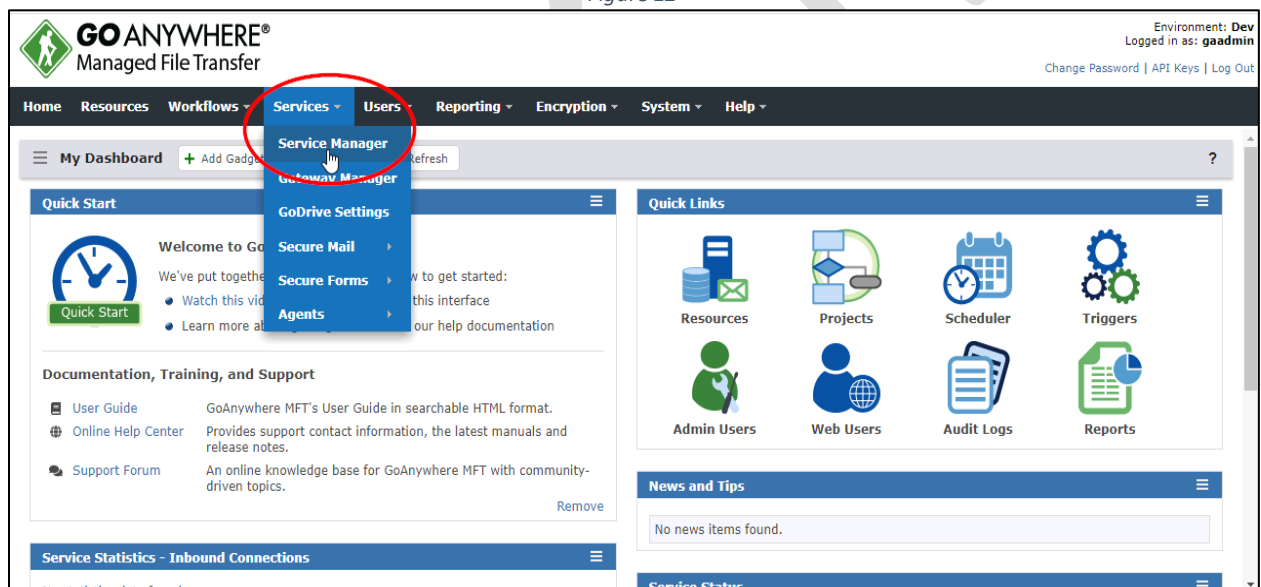 GO ANYWHERE®
Managed File Transfer
Environment: Dev
Logged in as: gaadmin
Change Password | API Keys | Log Out
Home Resources Workflows Services Users Reporting Encryption System Help
Service Manager
Gateway Manager
GoDrive Settings
Secure Mail
Secure Forms
Agents
My Dashboard + Add Gadge Refresh ?
Quick Start
Quick Start
Welcome to Go
We've put togethe w to get started:
Watch this vid this interface
Learn more a our help documentation
Documentation, Training, and Support
User Guide GoAnywhere MFT's User Guide in searchable HTML format.
Online Help Center Provides support contact information, the latest manuals and
release notes.
Support Forum An online knowledge base for GoAnywhere MFT with community-
driven topics.
Remove
Service Statistics - Inbound Connections
Quick Links
Resources Projects Scheduler Triggers
Admin Users Web Users Audit Logs Reports
News and Tips
No news items found.
Service Status